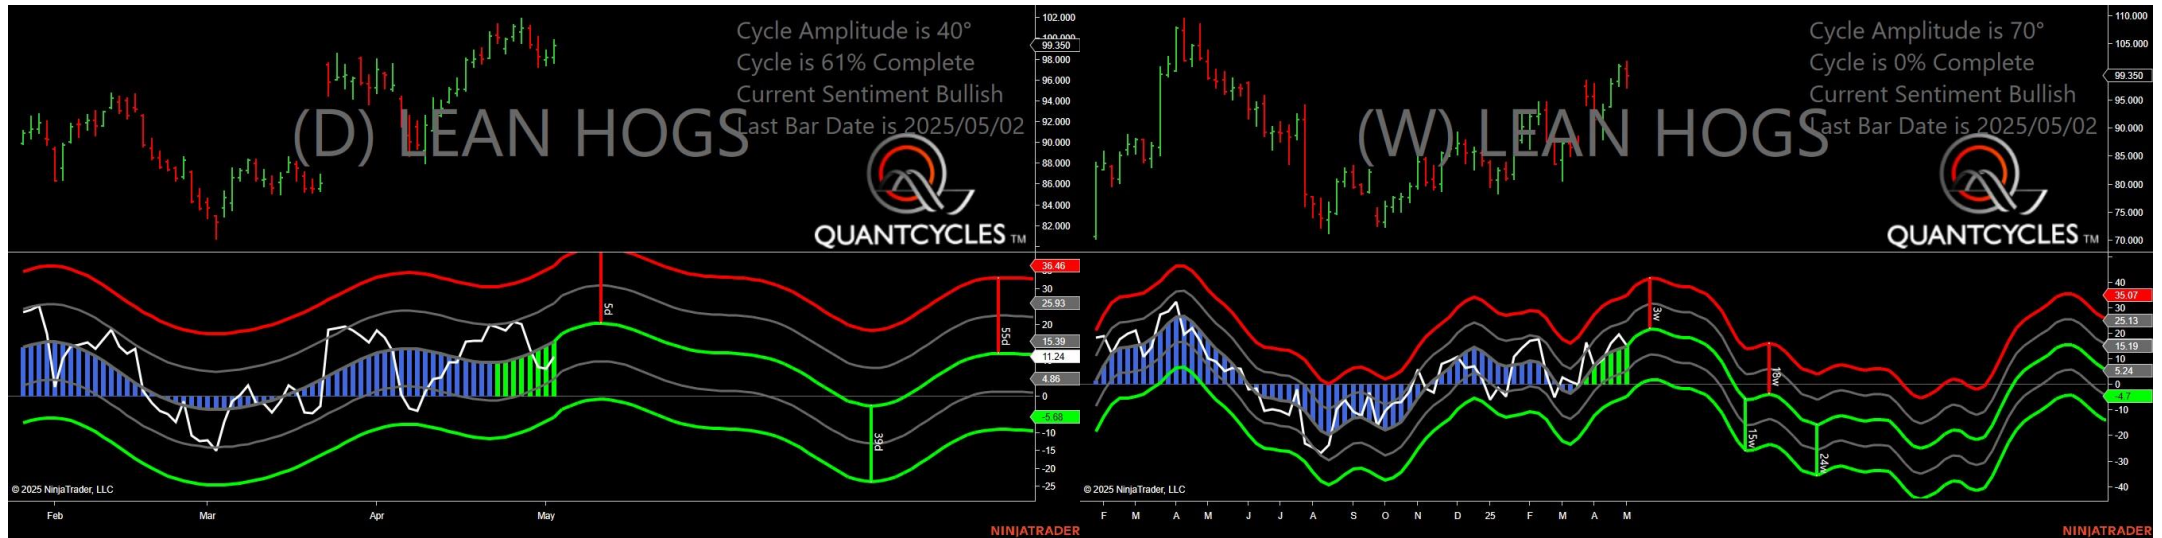 Cycle Amplitude is 40°
Cycle is 61% Complete
Current Sentiment Bullish
Last Bar Date is 2025/05/02
(D) LEAN HOGS
QUANTCYCLES TM
102.000
100.000
99.350
98.000
96.000
94.000
92.000
90.000
88.000
86.000
84.000
82.000
36.46
30
25.93
20
15.39
11.24
4.86
0
-5.68
-10
-15
-20
-25
5d
39d
55d
© 2025 NinjaTrader, LLC
Feb
Mar
Apr
May
NINJATRADER
Cycle Amplitude is 70°
Cycle is 0% Complete
Current Sentiment Bullish
Last Bar Date is 2025/05/02
(W) LEAN HOGS
QUANTCYCLES TM
110.000
105.000
99.350
95.000
90.000
85.000
80.000
75.000
70.000
40
35.07
30
25.13
20
15.19
10
5.24
0
-4.7
-10
-20
-30
-40
3w
18w
15w
24w
© 2025 NinjaTrader, LLC
F
M
A
M
J
J
A
S
O
N
D
25
F
M
A
M
NINJATRADER